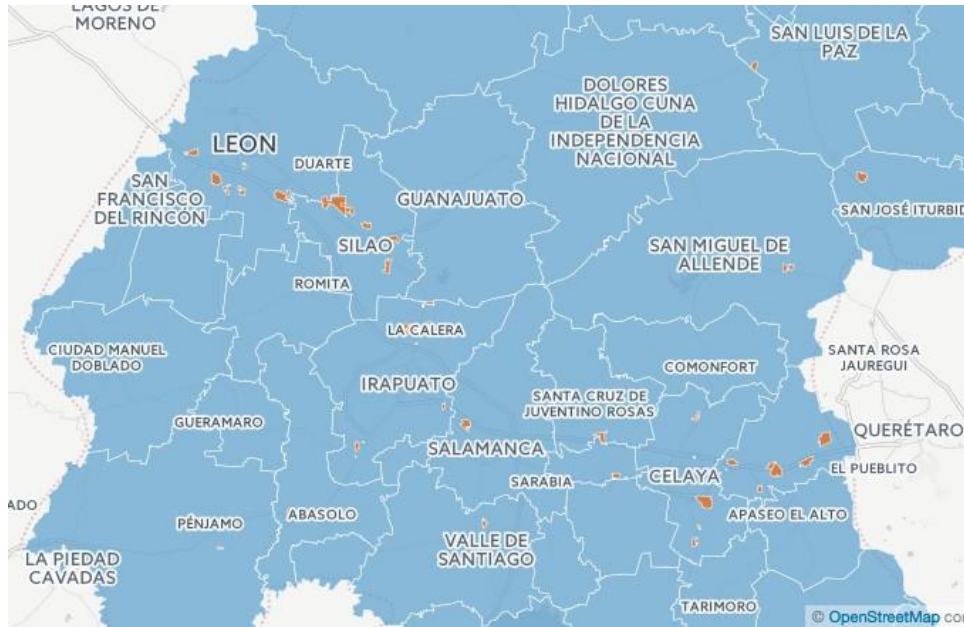 LAGOS DE
MORENO
SAN LUIS DE LA
PAZ
DOLORES
HIDALGO CUNA
DE LA
INDEPENDENCIA
NACIONAL
LEON
DUARTE
SAN
FRANCISCO
DEL RINCÓN
GUANAJUATO
SAN JOSÉ ITURBID
SILAO
SAN MIGUEL DE
ALLENDE
ROMITA
LA CALERA
CIUDAD MANUEL
DOBLADO
SANTA ROSA
JAUREGUI
COMONFORT
IRAPUATO
SANTA CRUZ DE
JUVENTINO ROSAS
GUERAMARO
QUERÉTARO
SALAMANCA
EL PUEBLITO
CELAYA
SARABIA
ADO
PÉNJAMO
ABASOLO
APASEO EL ALTO
VALLE DE
SANTIAGO
LA PIEDAD
CAVADAS
TARIMORO
© OpenStreetMap con